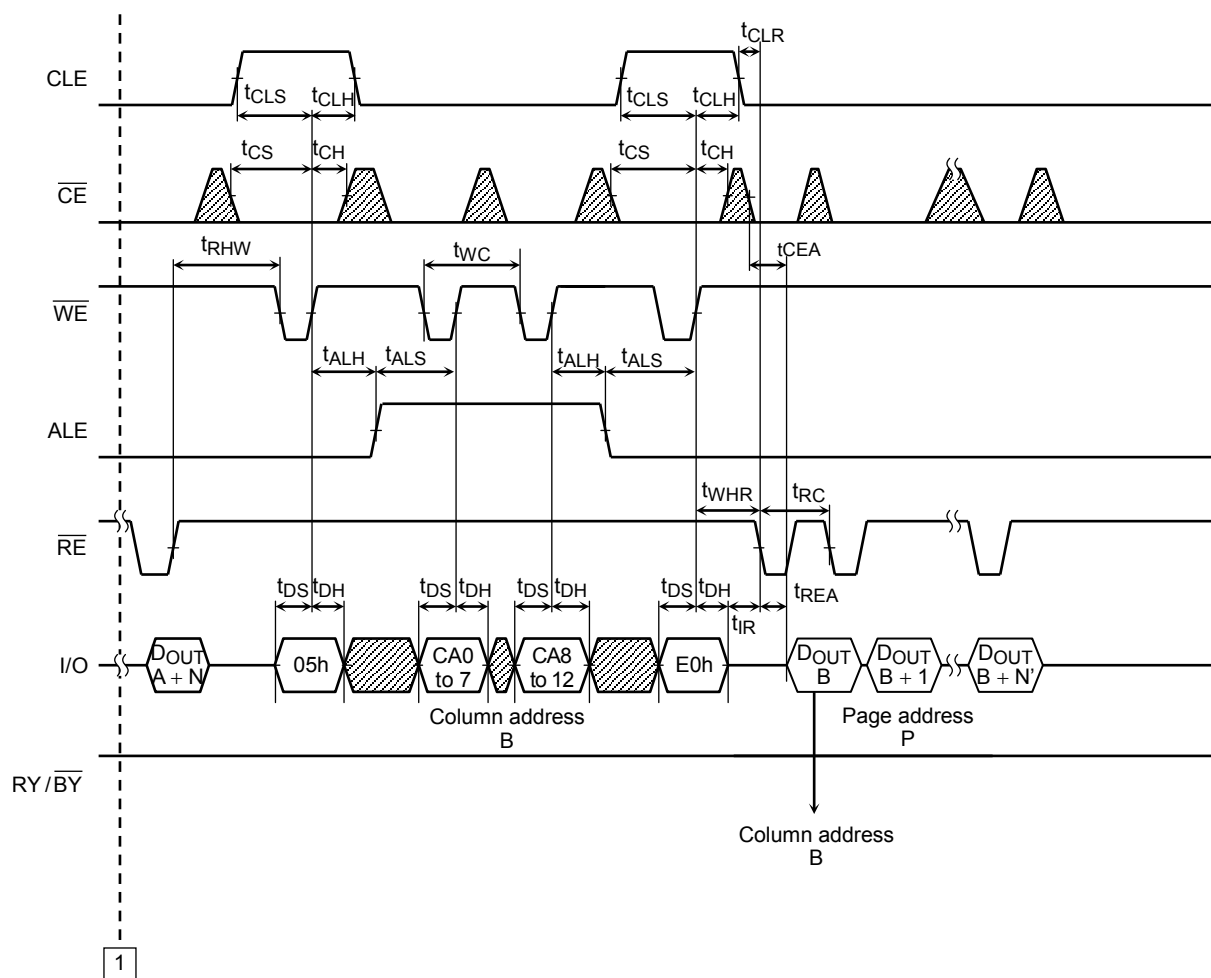 tCLR
CLE
tCLS tCLH tCLS tCLH
tCS tCH tCS tCH
CE
tRHW tWC tCEA
WE
tALH tALS tALH tALS
ALE
tWHR tRC
RE
tDS tDH tDS tDH tDS tDH tDS tDH tREA
tIR
I/O
DOUT
A + N
05h
CA0
to 7
CA8
to 12
E0h
DOUT
B
DOUT
B + 1
DOUT
B + N'
Column address
B
Page address
P
RY / BY
Column address
B
1